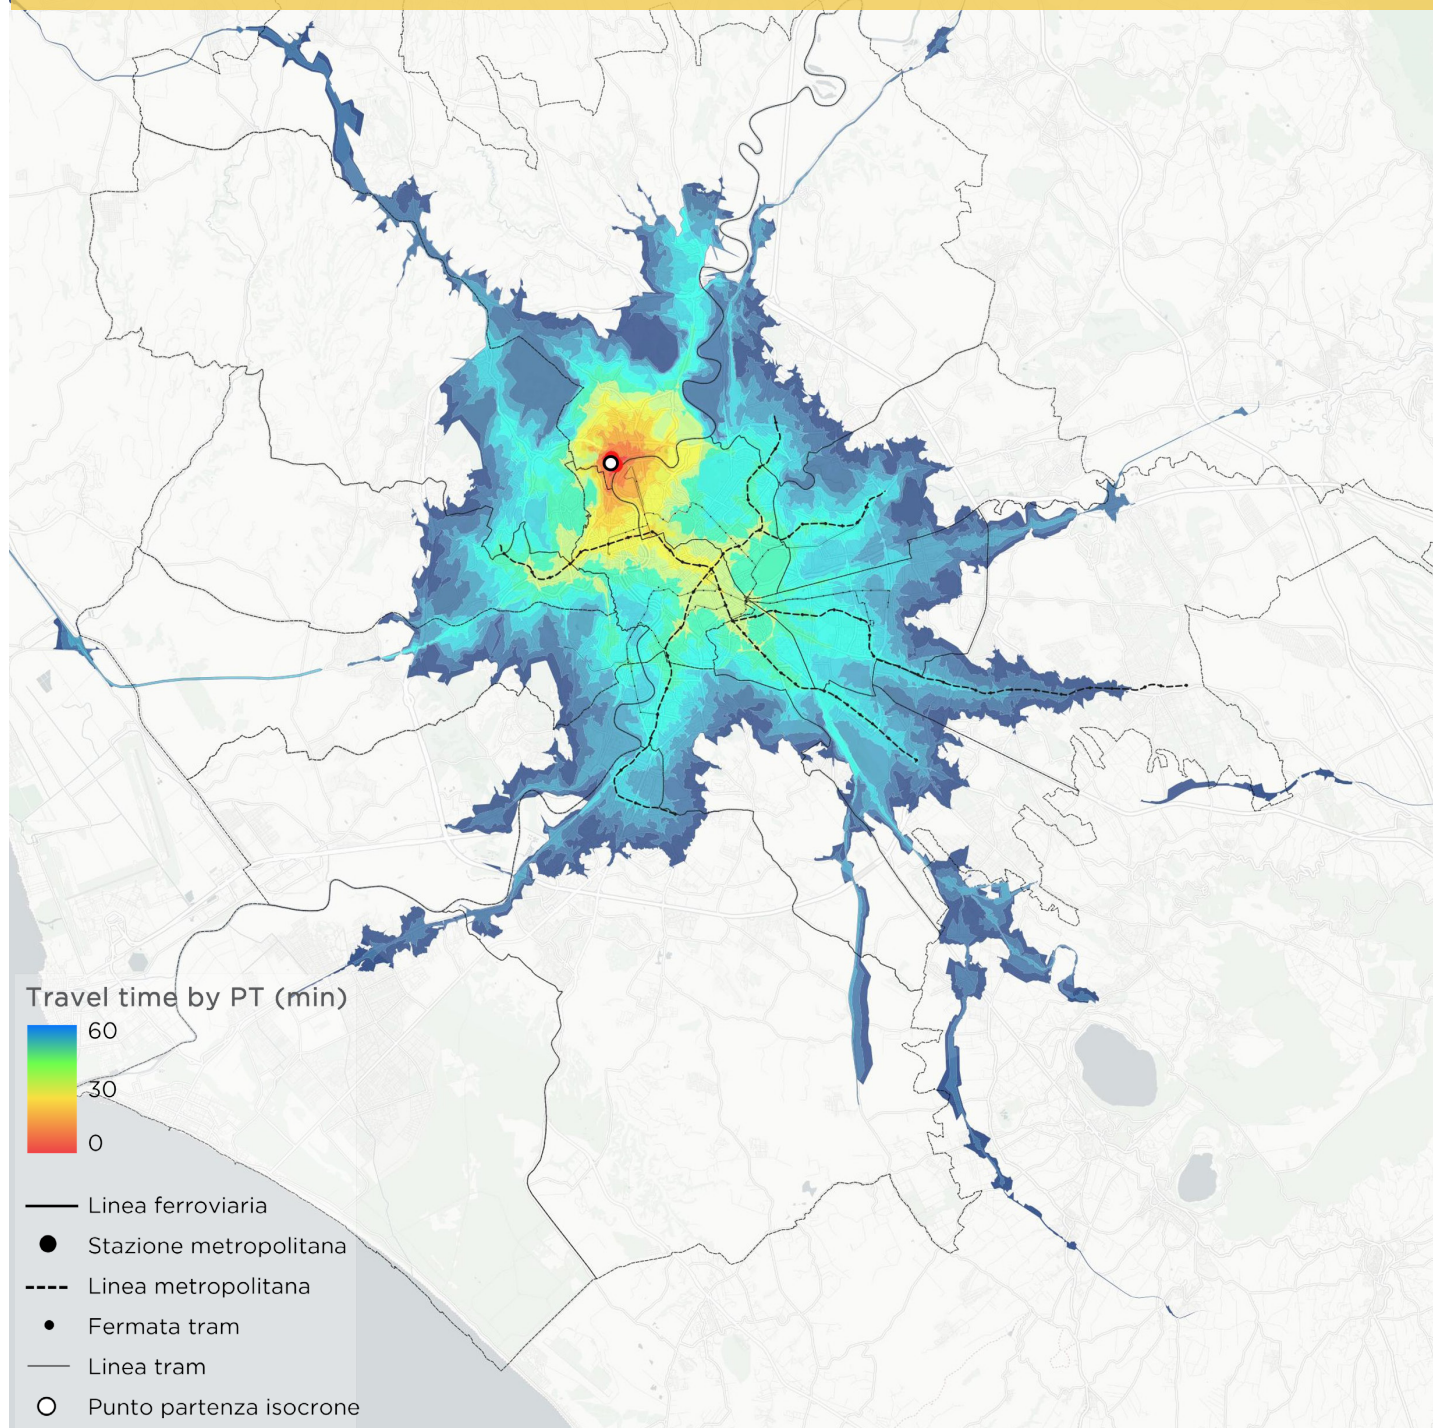 Travel time by PT (min)
60
30
0
Linea ferroviaria
Stazione metropolitana
Linea metropolitana
Fermata tram
Linea tram
Punto partenza isocrone